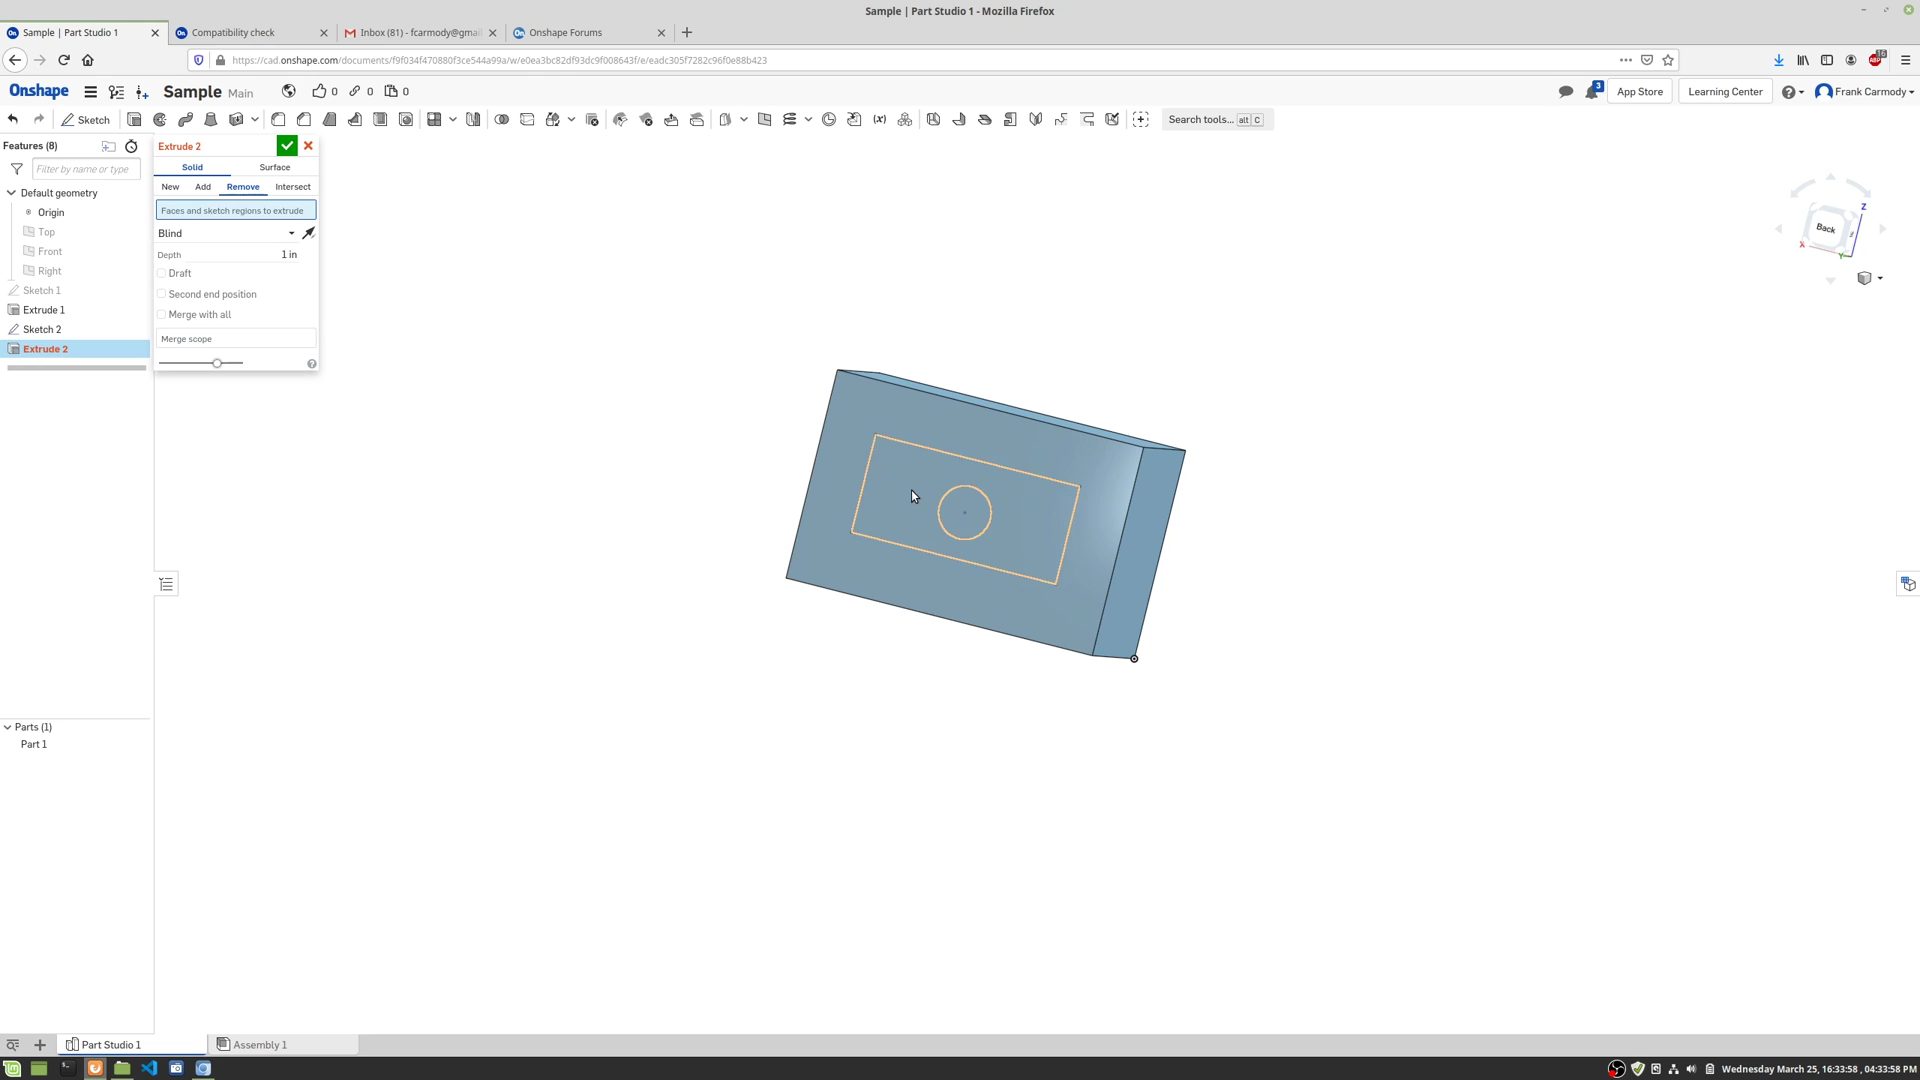 Sample | Part Studio 1 - Mozilla Firefox
Sample | Part Studio 1
Compatibility check
Inbox (81) - fcarmody@gmai
Onshape Forums
https://cad.onshape.com/documents/f9f034f470880f3ce544a99a/w/e0ea3bc82df93dc9f008643f/e/eadc305f7282c96f0e88b423
16
Onshape
Sample Main
0
0
0
3
App Store
Learning Center
Frank Carmody
Sketch
(x)
Search tools... alt C
Features (8)
Filter by name or type
Default geometry
Origin
Top
Front
Right
Sketch 1
Extrude 1
Sketch 2
Extrude 2
Extrude 2
Solid
Surface
New
Add
Remove
Intersect
Faces and sketch regions to extrude
Blind
Depth
1 in
Draft
Second end position
Merge with all
Merge scope
Back
Z
X
Y
Parts (1)
Part 1
Part Studio 1
Assembly 1
Wednesday March 25, 16:33:58 , 04:33:58 PM